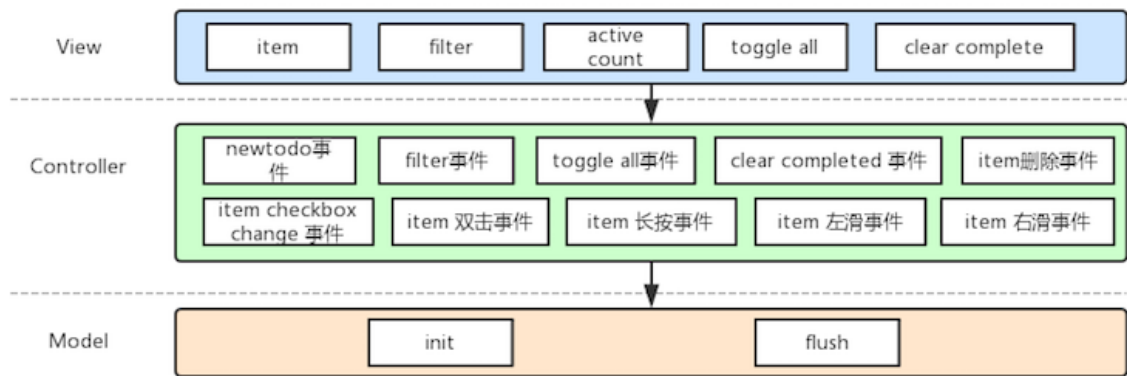 View
item
filter
active
count
toggle all
clear complete
Controller
newtodo事
件
filter事件
toggle all事件
clear completed 事件
item删除事件
item checkbox
change 事件
item 双击事件
item 长按事件
item 左滑事件
item 右滑事件
Model
init
flush